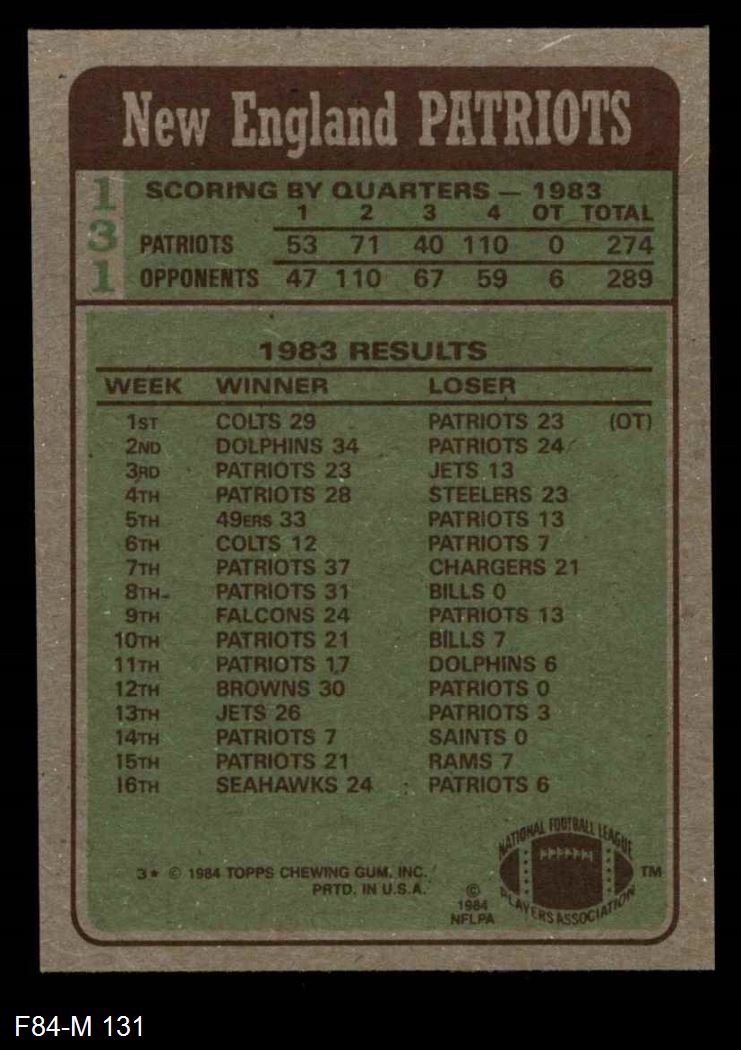 New England PATRIOTS
131
SCORING BY QUARTERS — 1983
1 2 3 4 OT TOTAL
PATRIOTS 53 71 40 110 0 274
OPPONENTS 47 110 67 59 6 289
1983 RESULTS
WEEK WINNER LOSER
1ST COLTS 29 PATRIOTS 23 (OT)
2ND DOLPHINS 34 PATRIOTS 24
3RD PATRIOTS 23 JETS 13
4TH PATRIOTS 28 STEELERS 23
5TH 49ERS 33 PATRIOTS 13
6TH COLTS 12 PATRIOTS 7
7TH PATRIOTS 37 CHARGERS 21
8TH PATRIOTS 31 BILLS 0
9TH FALCONS 24 PATRIOTS 13
10TH PATRIOTS 21 BILLS 7
11TH PATRIOTS 17 DOLPHINS 6
12TH BROWNS 30 PATRIOTS 0
13TH JETS 26 PATRIOTS 3
14TH PATRIOTS 7 SAINTS 0
15TH PATRIOTS 21 RAMS 7
16TH SEAHAWKS 24 PATRIOTS 6
3* © 1984 TOPPS CHEWING GUM, INC.
PRTD. IN U.S.A.
© 1984 NFLPA
NATIONAL FOOTBALL LEAGUE
PLAYERS ASSOCIATION
TM
F84-M 131